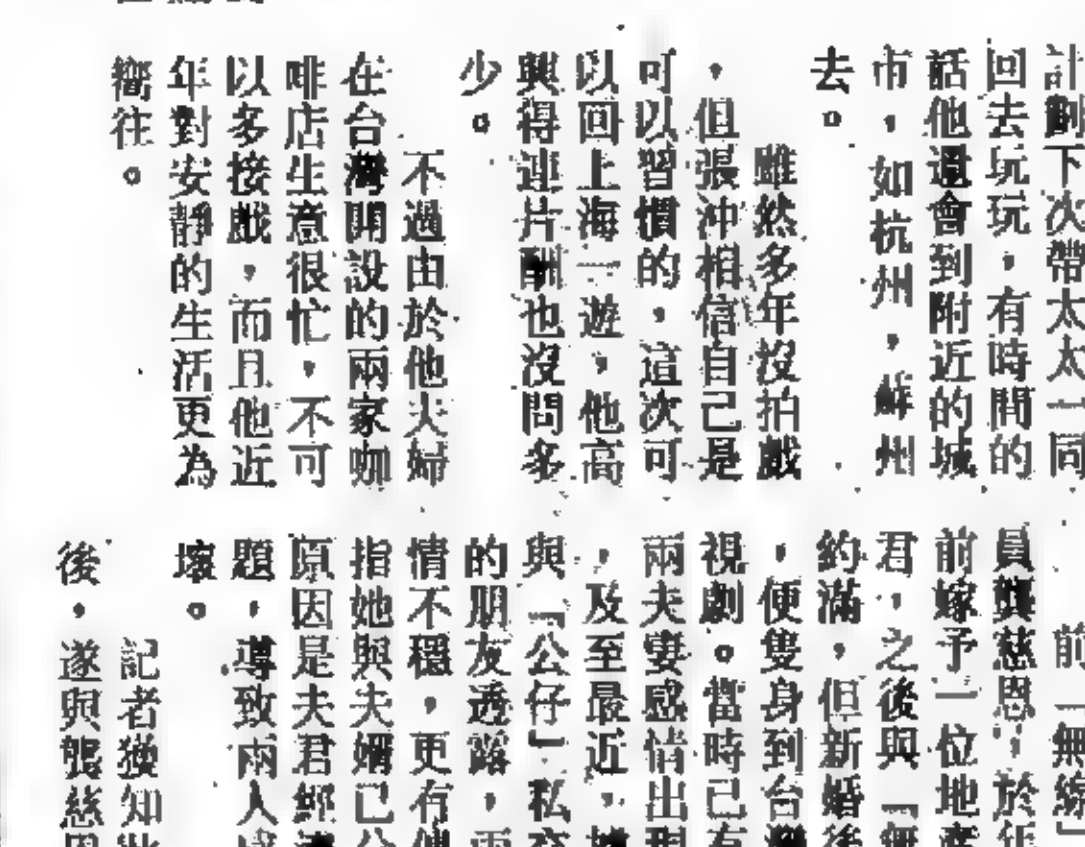 計劃下次帶太太一同
回去玩玩，有時間的
話他還會到附近的城
市，如杭州，蘇州
去。
雖然多年沒拍戲
，但張沖相信自己是
可以習慣的，這次可
以回上海一遊，他高
興得連片酬也沒問多
少。
不過由於他夫婦
在台灣開設的兩家咖
啡店生意很忙，不可
以多接戲，而且他近
年對安靜的生活更為
嚮往。
前「無綫」
員龔慈恩，於年
前嫁予一位地產
君，之後與「無
約滿，但新婚後
，便隻身到台灣
視劇。當時已有
兩夫妻感情出現
，及至最近，
與「公仔」私交
的朋友透露，
情不穩，更有
指她與夫婿已公
原因是夫君經
題，導致兩人
壞。
記者獲知
後，遂與龔慈恩